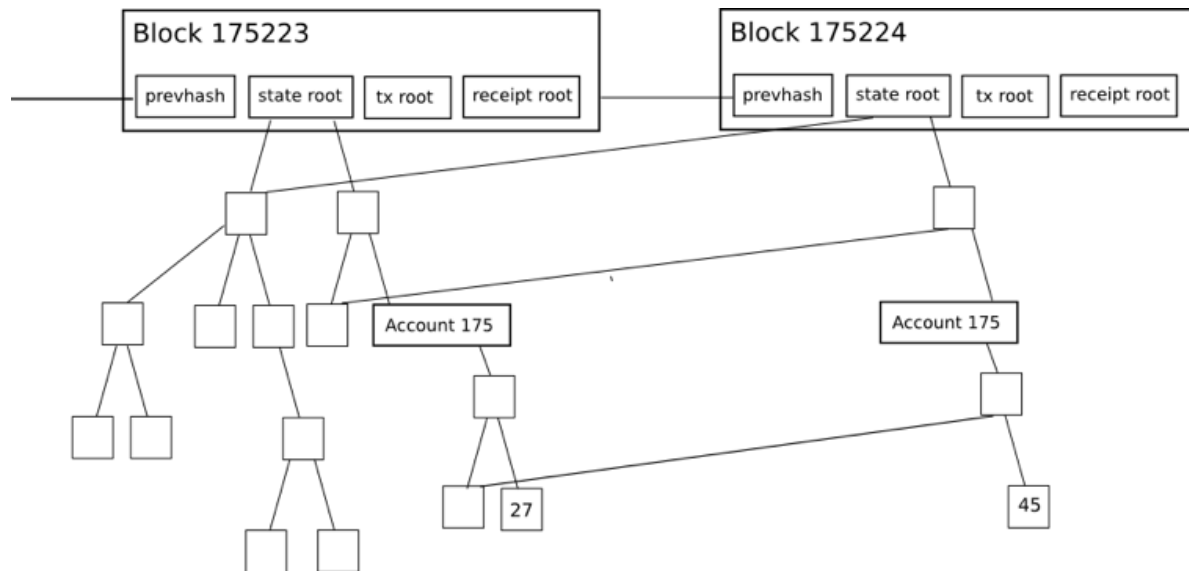 Block 175223
Block 175224
prevhash
state root
tx root
receipt root
prevhash
state root
tx root
receipt root
Account 175
Account 175
27
45